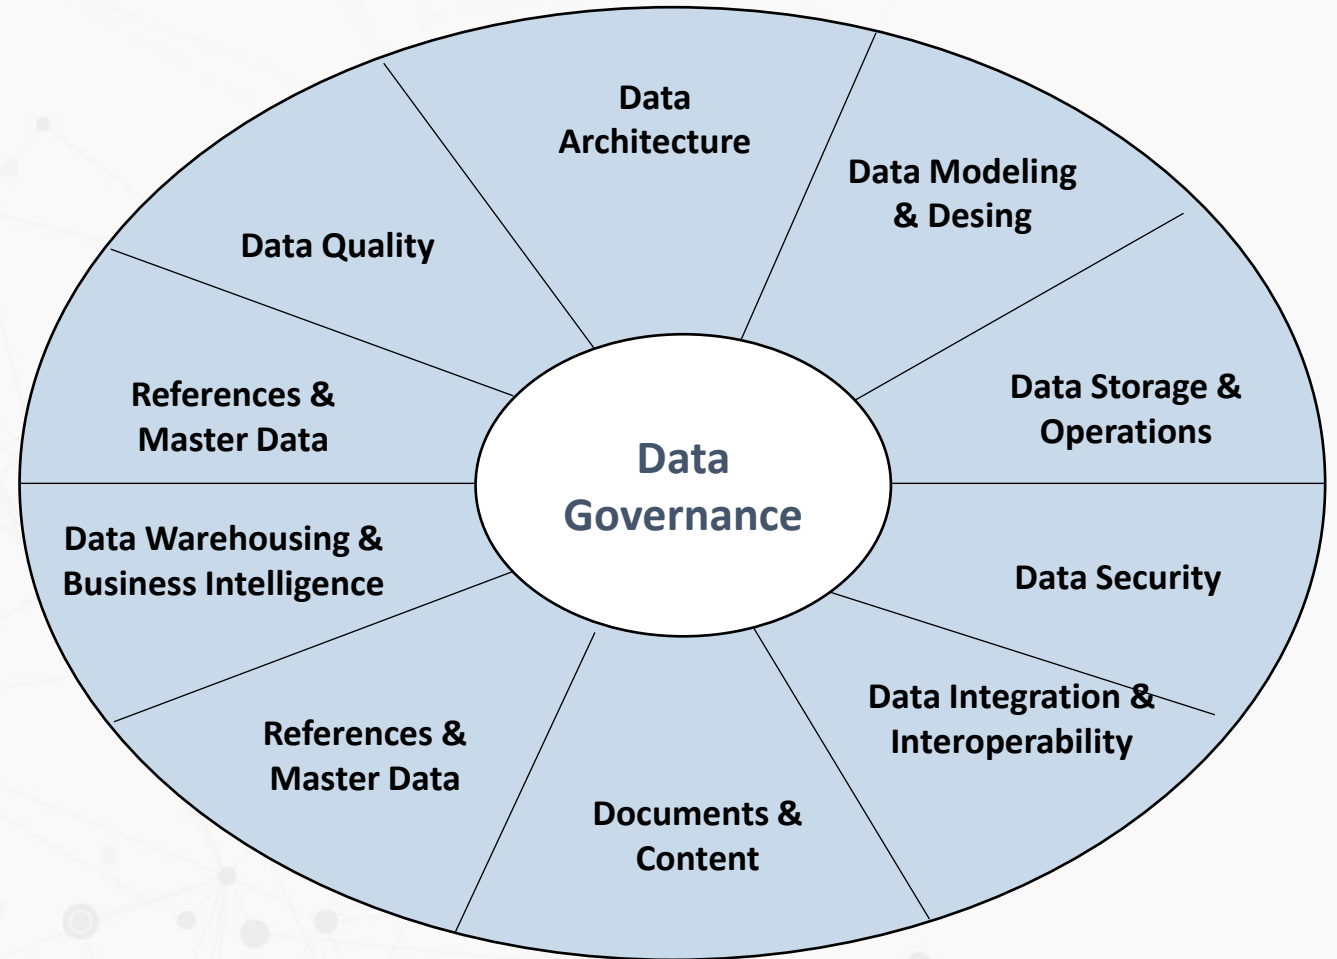 Data
Architecture
Data Modeling
& Desing
Data Quality
References &
Master Data
Data Storage &
Operations
Data
Governance
Data Warehousing &
Business Intelligence
Data Security
Data Integration &
Interoperability
References &
Master Data
Documents &
Content